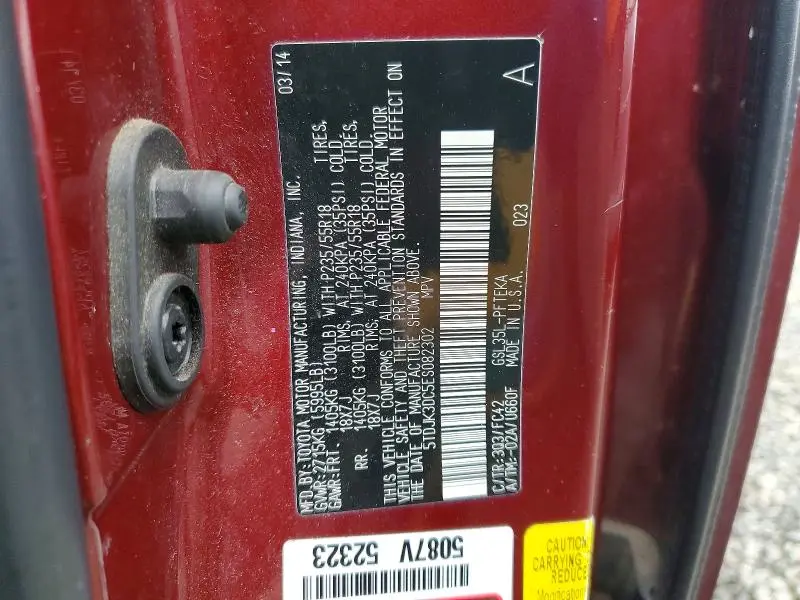 MFD.BY:TOYOTA MOTOR MANUFACTURING, INDIANA, INC. 03/14
GVWR:2715KG(5995LB)
GAWR:FRT. 1405KG(3100LB) WITH P235/55R18 TIRES,
18X7J RIMS, AT 240KPA(35PSI) COLD.
RR. 1405KG(3100LB) WITH P235/55R18 TIRES,
18X7J RIMS, AT 240KPA(35PSI) COLD.
THIS VEHICLE CONFORMS TO ALL APPLICABLE FEDERAL MOTOR
VEHICLE SAFETY AND THEFT PREVENTION STANDARDS IN EFFECT ON
THE DATE OF MANUFACTURE SHOWN ABOVE.
5TDJK3DC5ES082302 MPV
023
C/TR:3Q3/FC42 GSL35L-PFTEKA
A/TM:-02A/U660F MADE IN U.S.A.
A
5087V
52323
CAUTION
CARRYING
REDUCE
Modification